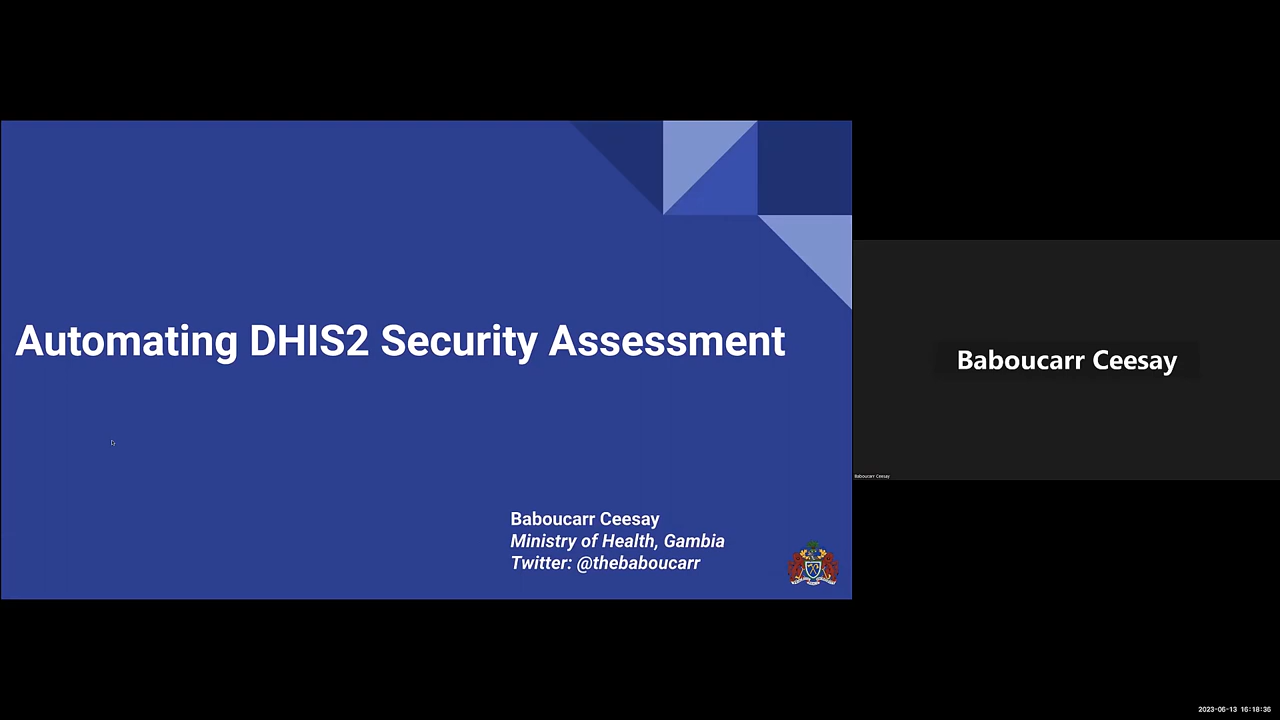 Automating DHIS2 Security Assessment
Baboucarr Ceesay
Ministry of Health, Gambia
Twitter: @thebaboucarr
Baboucarr Ceesay
Baboucarr Ceesay
2023-06-13 16:18:36